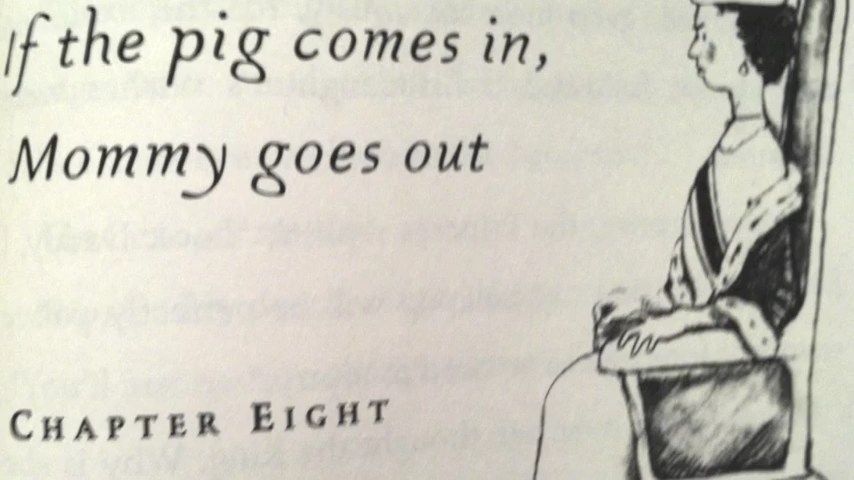 If the pig comes in,
Mommy goes out
CHAPTER EIGHT